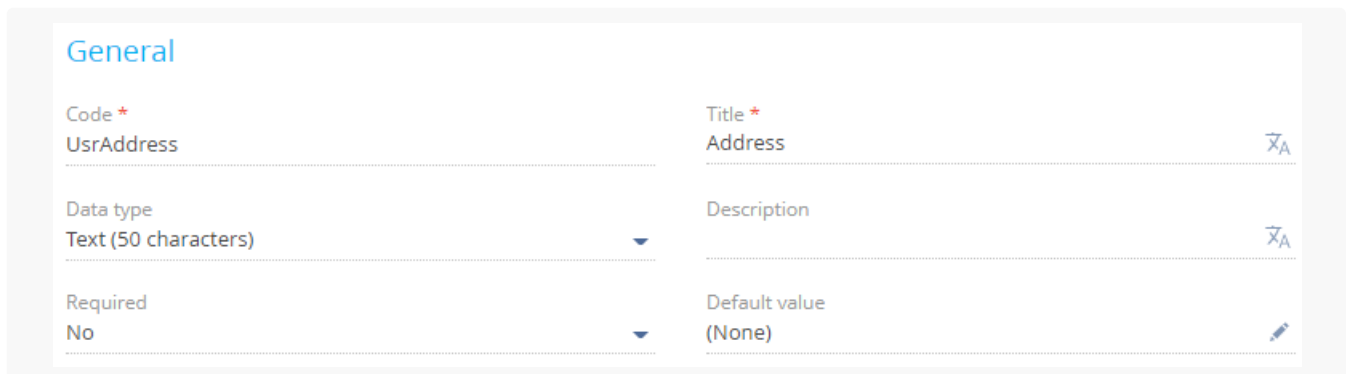 General
Code *
UsrAddress
Title *
Address
Data type
Text (50 characters)
Description
Required
No
Default value
(None)